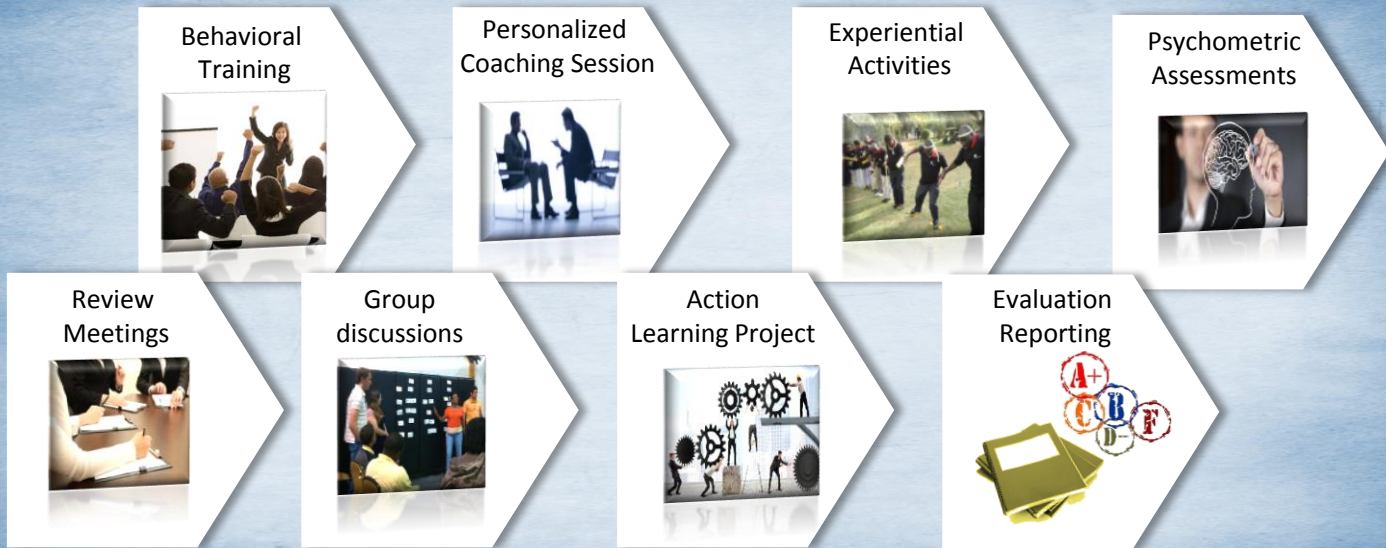 Behavioral
Training
Personalized
Coaching Session
Experiential
Activities
Psychometric
Assessments
Review
Meetings
Group
discussions
Action
Learning Project
Evaluation
Reporting
A+
C
B
F
D-